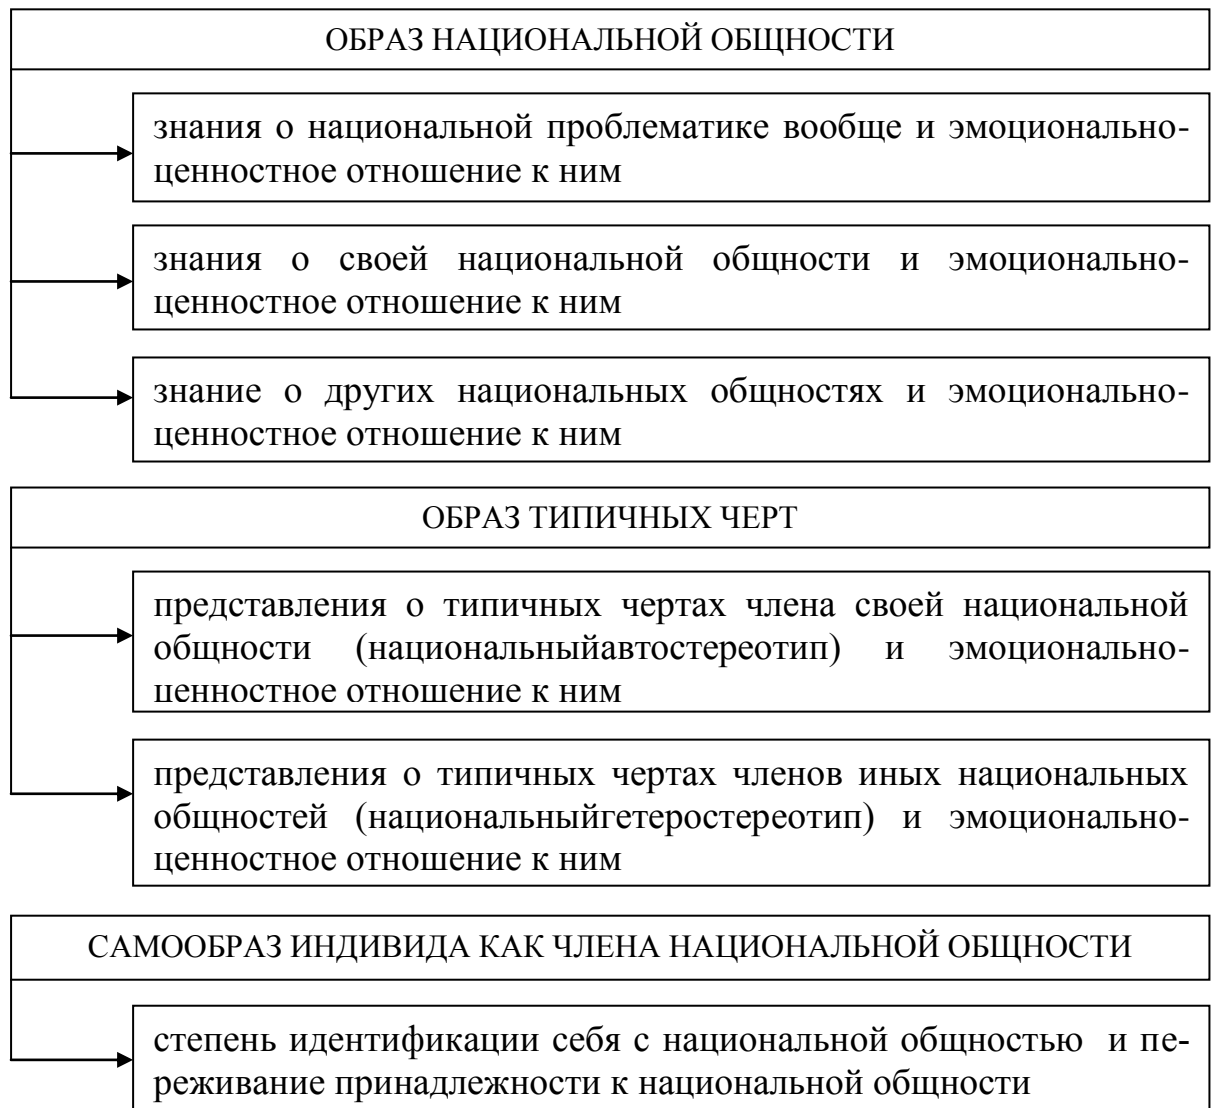 ОБРАЗ НАЦИОНАЛЬНОЙ ОБЩНОСТИ
знания о национальной проблематике вообще и эмоционально-
ценностное отношение к ним
знания о своей национальной общности и эмоционально-
ценностное отношение к ним
знание о других национальных общностях и эмоционально-
ценностное отношение к ним
ОБРАЗ ТИПИЧНЫХ ЧЕРТ
представления о типичных чертах члена своей национальной
общности (национальныйавтостереотип) и эмоционально-
ценностное отношение к ним
представления о типичных чертах членов иных национальных
общностей (национальныйгетеростереотип) и эмоционально-
ценностное отношение к ним
САМООБРАЗ ИНДИВИДА КАК ЧЛЕНА НАЦИОНАЛЬНОЙ ОБЩНОСТИ
степень идентификации себя с национальной общностью и пе-
реживание принадлежности к национальной общности